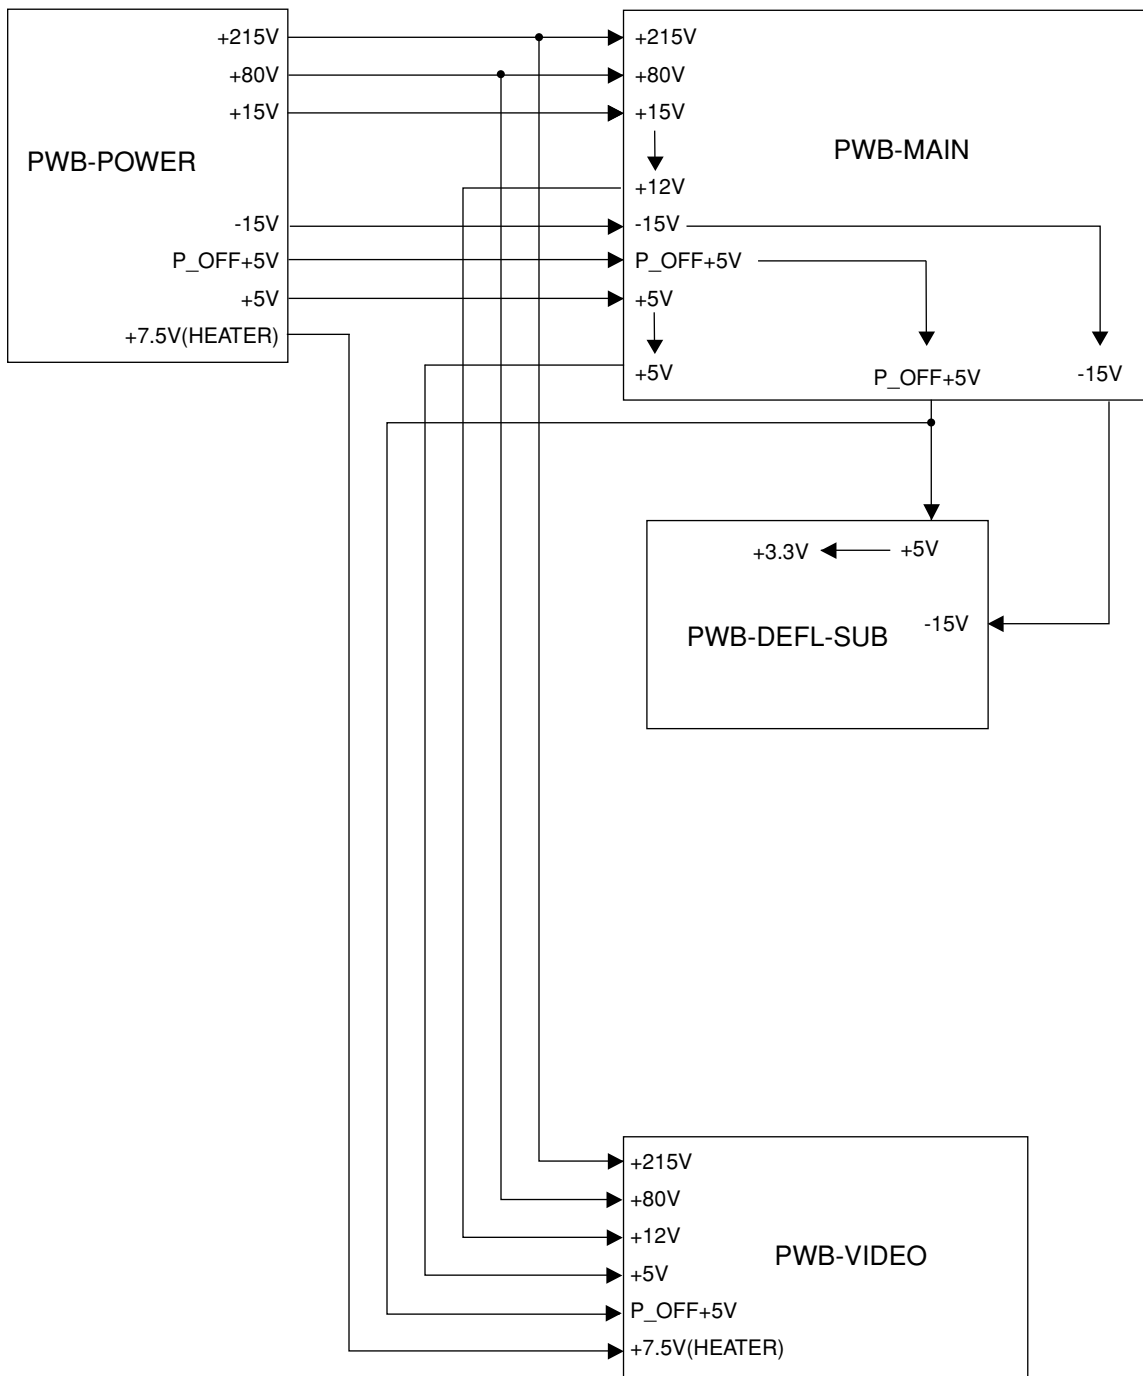 +215V
+80V
+15V
PWB-POWER
-15V
P_OFF+5V
+5V
+7.5V(HEATER)
+215V
+80V
+15V
PWB-MAIN
+12V
-15V
P_OFF+5V
+5V
+5V
P_OFF+5V
-15V
+3.3V
+5V
-15V
PWB-DEFL-SUB
+215V
+80V
+12V
PWB-VIDEO
+5V
P_OFF+5V
+7.5V(HEATER)